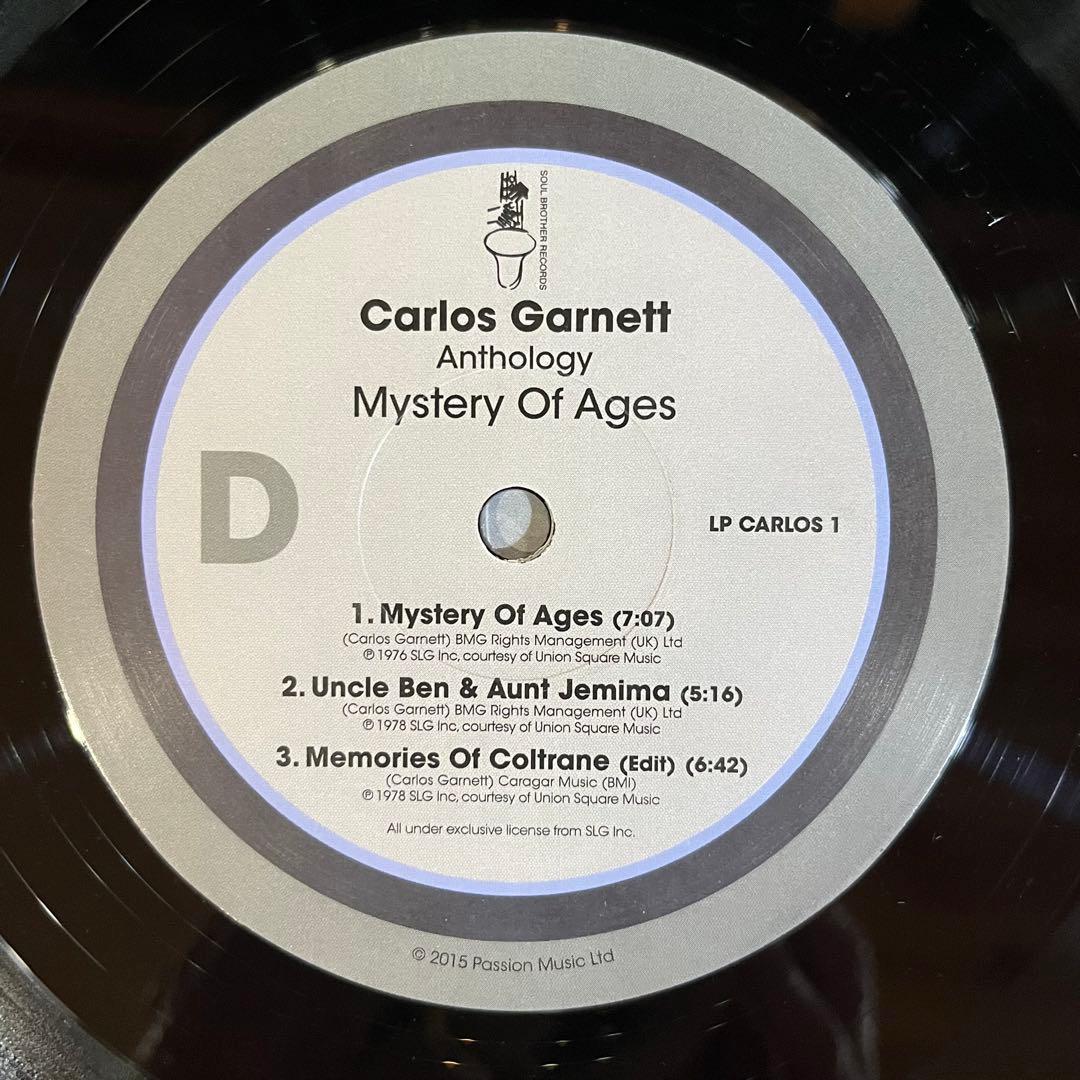 SOUL BROTHER RECORDS
Carlos Garnett
Anthology
Mystery Of Ages
D
LP CARLOS 1
1. Mystery Of Ages (7:07)
(Carlos Garnett) BMG Rights Management (UK) Ltd
℗ 1976 SLG Inc, courtesy of Union Square Music
2. Uncle Ben & Aunt Jemima (5:16)
(Carlos Garnett) BMG Rights Management (UK) Ltd
℗ 1978 SLG Inc, courtesy of Union Square Music
3. Memories Of Coltrane (Edit) (6:42)
(Carlos Garnett) Caragar Music (BMI)
℗ 1978 SLG Inc, courtesy of Union Square Music
All under exclusive license from SLG Inc.
© 2015 Passion Music Ltd